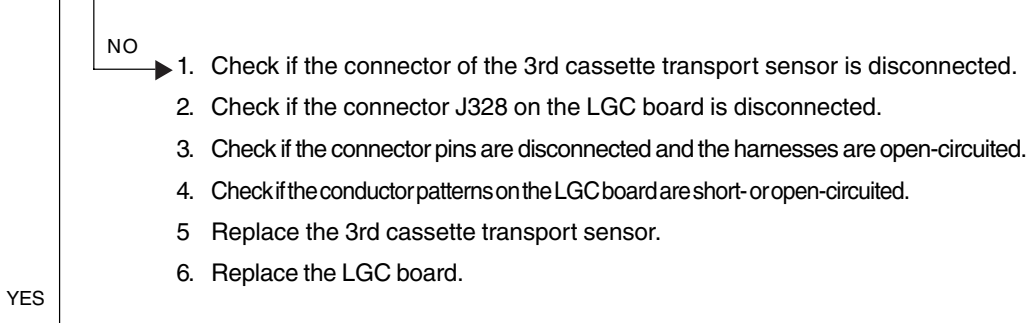 NO
1. Check if the connector of the 3rd cassette transport sensor is disconnected.
2. Check if the connector J328 on the LGC board is disconnected.
3. Check if the connector pins are disconnected and the harnesses are open-circuited.
4. Check if the conductor patterns on the LGC board are short- or open-circuited.
5 Replace the 3rd cassette transport sensor.
6. Replace the LGC board.
YES